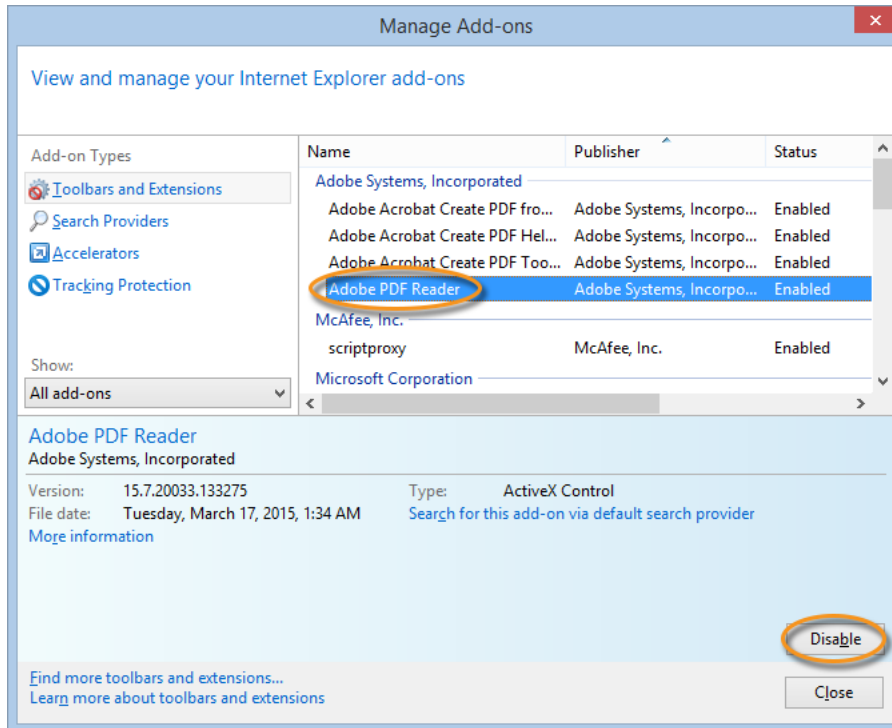 Manage Add-ons
View and manage your Internet Explorer add-ons
Add-on Types
Toolbars and Extensions
Search Providers
Accelerators
Tracking Protection
Show:
All add-ons
Name Publisher Status
Adobe Systems, Incorporated
Adobe Acrobat Create PDF fro... Adobe Systems, Incorpo... Enabled
Adobe Acrobat Create PDF Hel... Adobe Systems, Incorpo... Enabled
Adobe Acrobat Create PDF Too... Adobe Systems, Incorpo... Enabled
Adobe PDF Reader Adobe Systems, Incorpo... Enabled
McAfee, Inc.
scriptproxy McAfee, Inc. Enabled
Microsoft Corporation
Adobe PDF Reader
Adobe Systems, Incorporated
Version: 15.7.20033.133275 Type: ActiveX Control
File date: Tuesday, March 17, 2015, 1:34 AM Search for this add-on via default search provider
More information
Disable
Find more toolbars and extensions...
Learn more about toolbars and extensions
Close